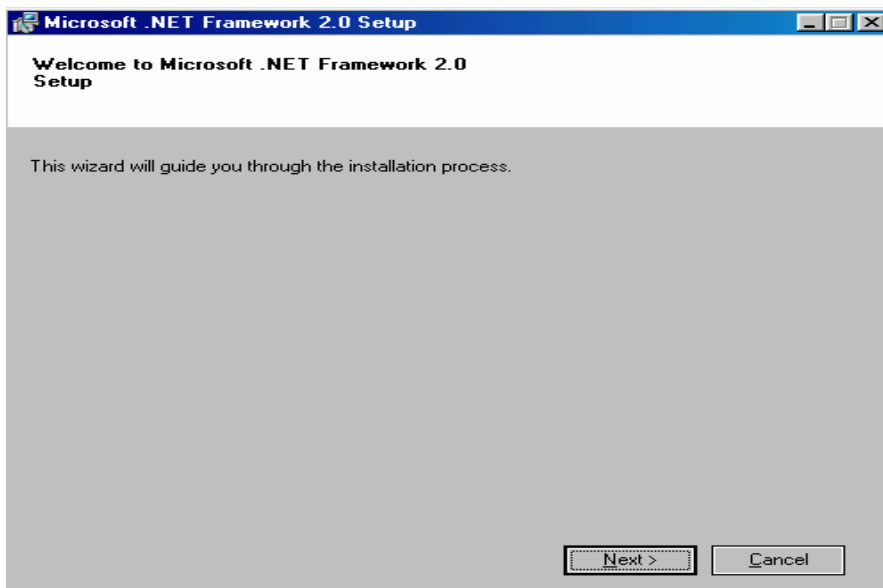 Microsoft .NET Framework 2.0 Setup
Welcome to Microsoft .NET Framework 2.0
Setup
This wizard will guide you through the installation process.
Next >
Cancel